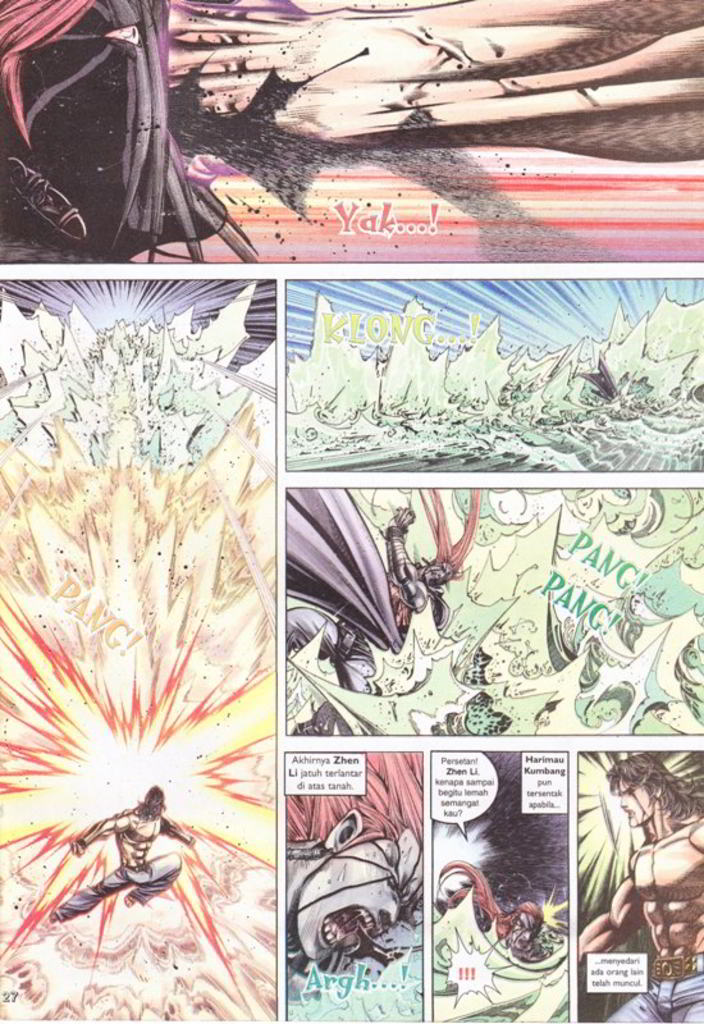 Yak....!
KLONG...!
PANG!
PANG!
PANG!
Akhirnya Zhen
Li jatuh terlantar
di atas tanah.
Argh...!
Persetan!
Zhen Li,
kenapa sampai
begitu lemah
semangat
kau?
Harimau
Kumbang
pun
tersentak
apabila...
!!!
...menyedari
ada orang lain
telah muncul.
27